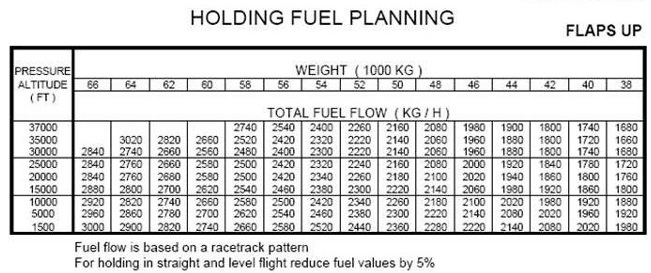 HOLDING FUEL PLANNING
FLAPS UP
PRESSURE ALTITUDE ( FT ) WEIGHT ( 1000 KG )
66 64 62 60 58 56 54 52 50 48 46 44 42 40 38
TOTAL FUEL FLOW ( KG / H )
37000 2740 2540 2400 2260 2160 2080 1980 1900 1800 1740 1680
35000 3020 2820 2660 2520 2420 2320 2220 2140 2060 1960 1880 1800 1720 1660
30000 2840 2740 2660 2560 2480 2400 2300 2220 2140 2060 1960 1880 1800 1740 1680
25000 2840 2760 2660 2580 2500 2420 2320 2240 2160 2080 2000 1920 1840 1780 1720
20000 2840 2760 2680 2580 2500 2420 2340 2260 2180 2100 2020 1940 1860 1800 1760
15000 2880 2800 2700 2620 2540 2460 2380 2300 2220 2140 2060 1980 1920 1860 1800
10000 2920 2820 2740 2660 2580 2500 2420 2340 2260 2180 2100 2020 1980 1920 1880
5000 2960 2860 2780 2700 2620 2540 2460 2380 2300 2220 2140 2080 2020 1960 1920
1500 3000 2900 2820 2740 2660 2580 2520 2440 2360 2280 2220 2140 2080 2020 1980
Fuel flow is based on a racetrack pattern
For holding in straight and level flight reduce fuel values by 5%